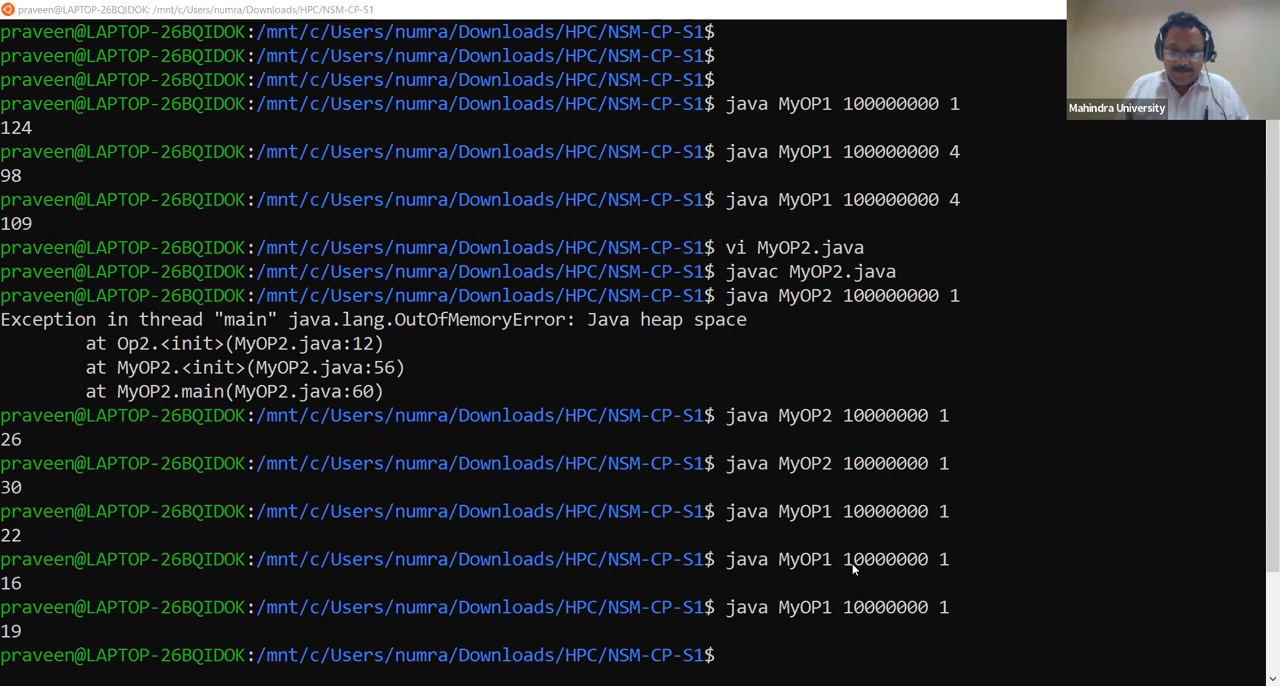 praveen@LAPTOP-26BQIDOK: /mnt/c/Users/numra/Downloads/HPC/NSM-CP-S1
praveen@LAPTOP-26BQIDOK:/mnt/c/Users/numra/Downloads/HPC/NSM-CP-S1$
praveen@LAPTOP-26BQIDOK:/mnt/c/Users/numra/Downloads/HPC/NSM-CP-S1$
praveen@LAPTOP-26BQIDOK:/mnt/c/Users/numra/Downloads/HPC/NSM-CP-S1$
praveen@LAPTOP-26BQIDOK:/mnt/c/Users/numra/Downloads/HPC/NSM-CP-S1$ java MyOP1 100000000 1
Mahindra University
124
praveen@LAPTOP-26BQIDOK:/mnt/c/Users/numra/Downloads/HPC/NSM-CP-S1$ java MyOP1 100000000 4
98
praveen@LAPTOP-26BQIDOK:/mnt/c/Users/numra/Downloads/HPC/NSM-CP-S1$ java MyOP1 100000000 4
109
praveen@LAPTOP-26BQIDOK:/mnt/c/Users/numra/Downloads/HPC/NSM-CP-S1$ vi MyOP2.java
praveen@LAPTOP-26BQIDOK:/mnt/c/Users/numra/Downloads/HPC/NSM-CP-S1$ javac MyOP2.java
praveen@LAPTOP-26BQIDOK:/mnt/c/Users/numra/Downloads/HPC/NSM-CP-S1$ java MyOP2 100000000 1
Exception in thread "main" java.lang.OutOfMemoryError: Java heap space
        at Op2.<init>(MyOP2.java:12)
        at MyOP2.<init>(MyOP2.java:56)
        at MyOP2.main(MyOP2.java:60)
praveen@LAPTOP-26BQIDOK:/mnt/c/Users/numra/Downloads/HPC/NSM-CP-S1$ java MyOP2 10000000 1
26
praveen@LAPTOP-26BQIDOK:/mnt/c/Users/numra/Downloads/HPC/NSM-CP-S1$ java MyOP2 10000000 1
30
praveen@LAPTOP-26BQIDOK:/mnt/c/Users/numra/Downloads/HPC/NSM-CP-S1$ java MyOP1 10000000 1
22
praveen@LAPTOP-26BQIDOK:/mnt/c/Users/numra/Downloads/HPC/NSM-CP-S1$ java MyOP1 10000000 1
16
praveen@LAPTOP-26BQIDOK:/mnt/c/Users/numra/Downloads/HPC/NSM-CP-S1$ java MyOP1 10000000 1
19
praveen@LAPTOP-26BQIDOK:/mnt/c/Users/numra/Downloads/HPC/NSM-CP-S1$